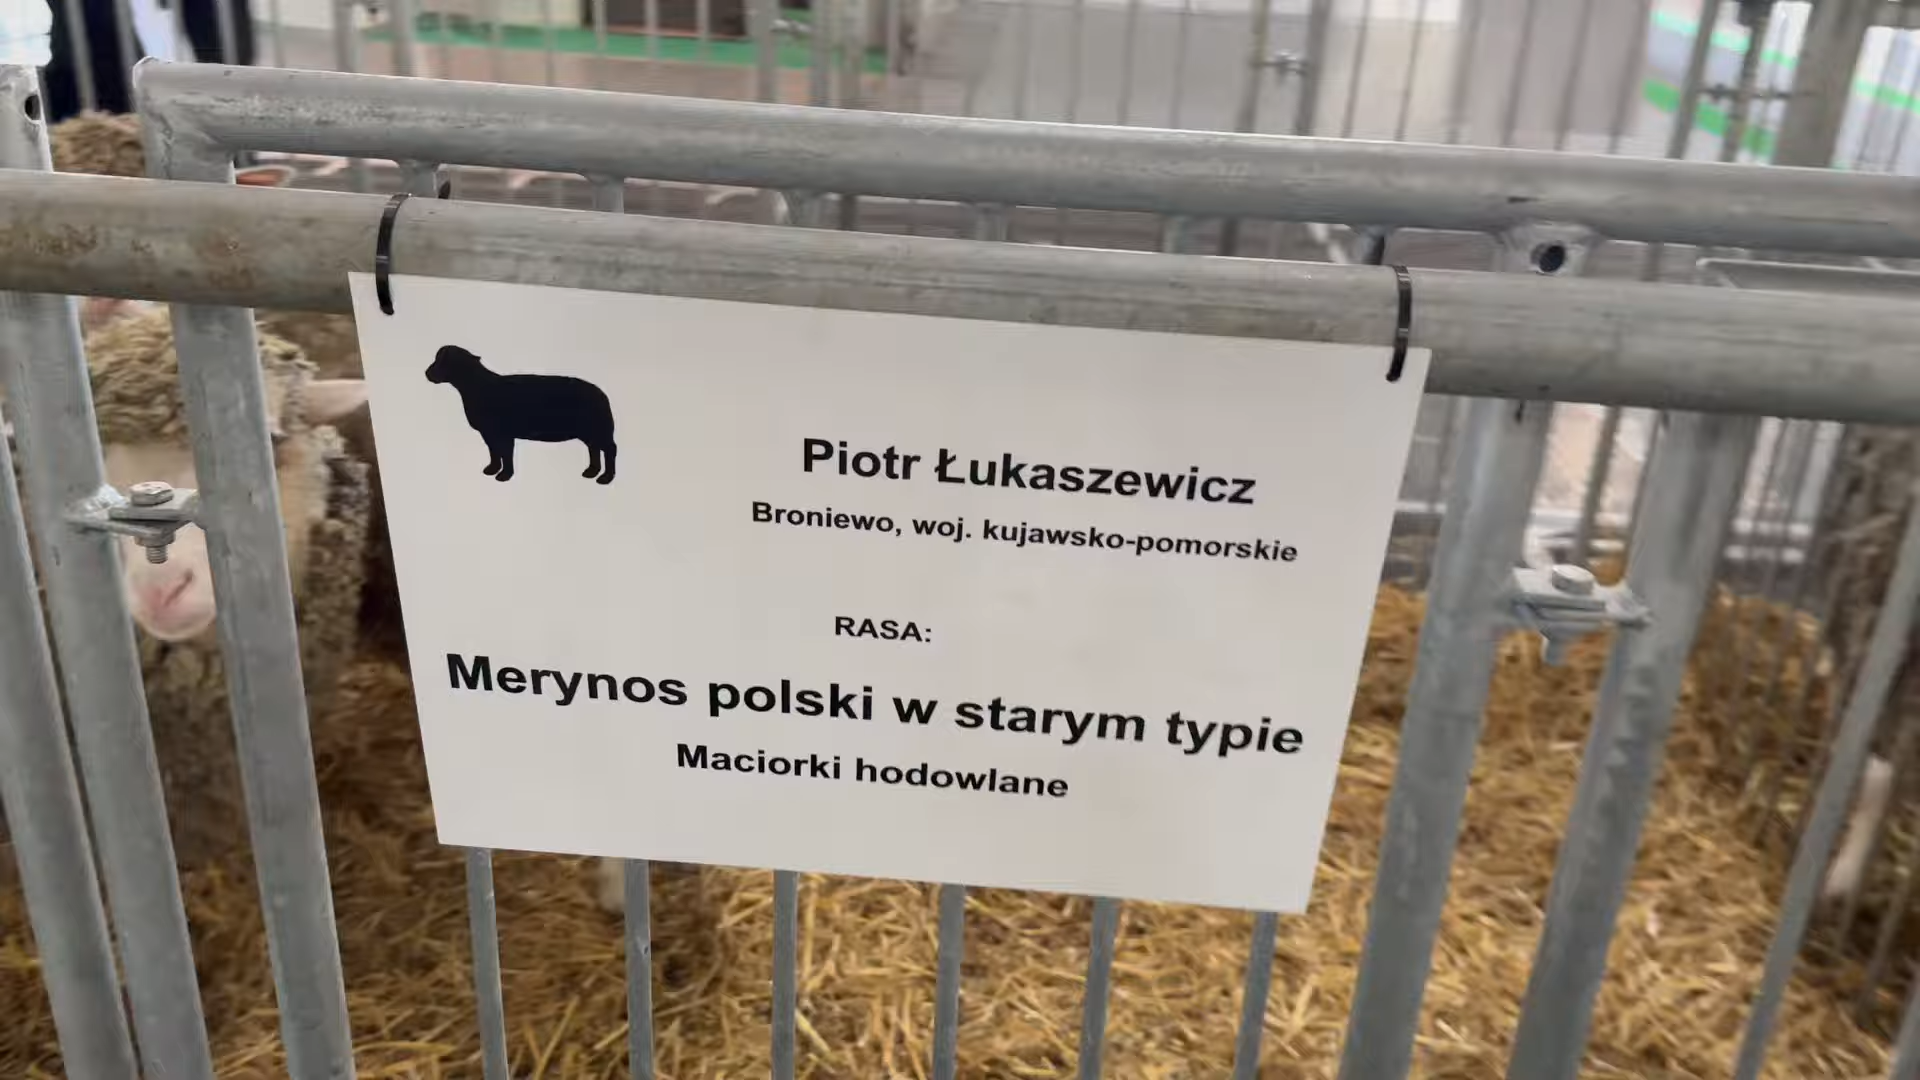 Piotr Łukaszewicz
Broniewo, woj. kujawsko-pomorskie
RASA:
Merynos polski w starym typie
Maciorki hodowlane